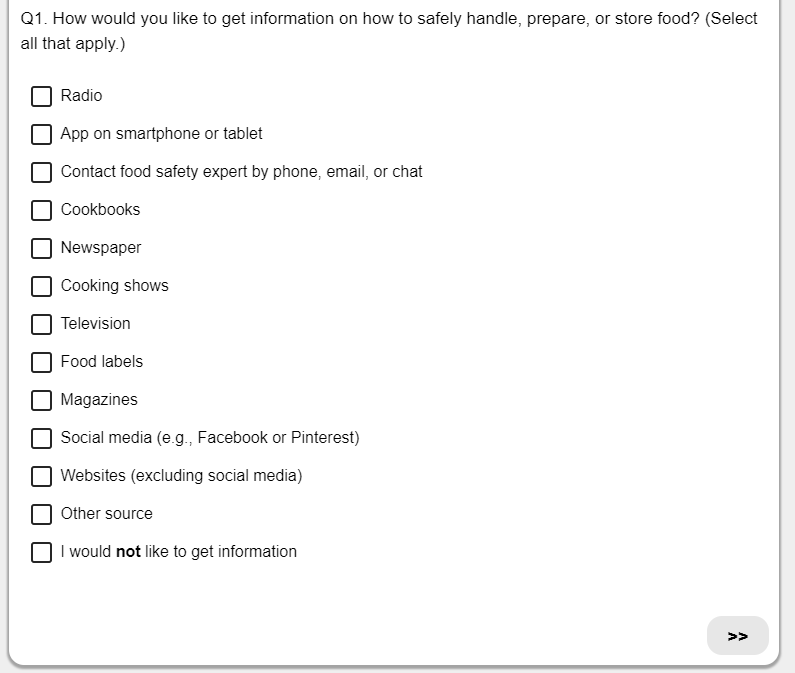 Q1. How would you like to get information on how to safely handle, prepare, or store food? (Select
all that apply.)
Radio
App on smartphone or tablet
Contact food safety expert by phone, email, or chat
Cookbooks
Newspaper
Cooking shows
Television
Food labels
Magazines
Social media (e.g., Facebook or Pinterest)
Websites (excluding social media)
Other source
I would not like to get information
>>